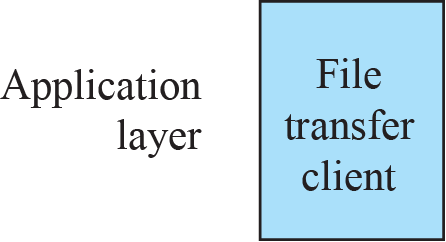 Application
layer
File
transfer
client